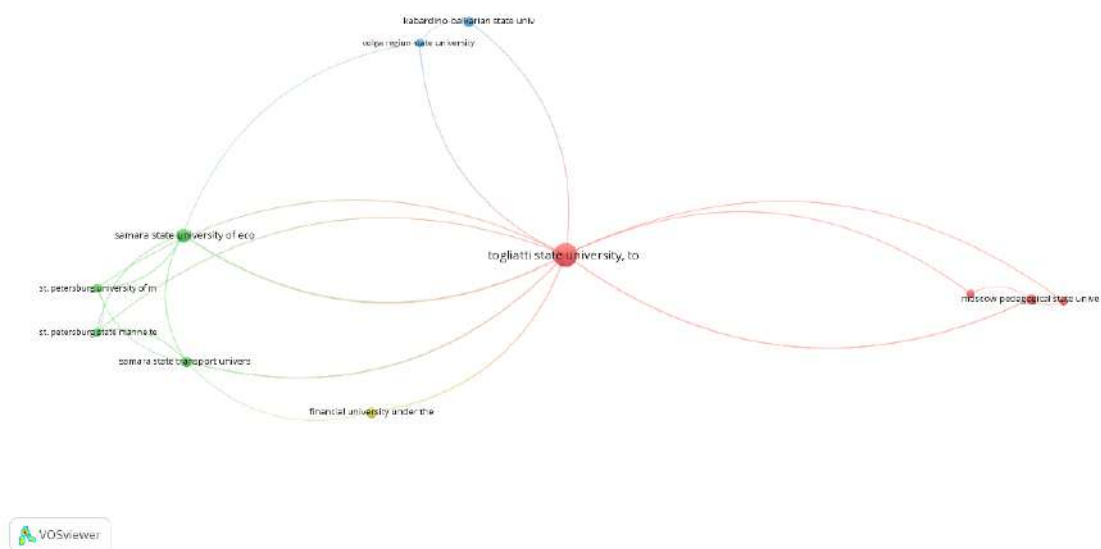 kabardino-balkarian state univ
volga region state university
samara state university of eco
togliatti state university, to
st. petersburg university of m
moscow pedagogical state unive
st. petersburg state marine te
samara state transport univers
financial university under the
VOSviewer